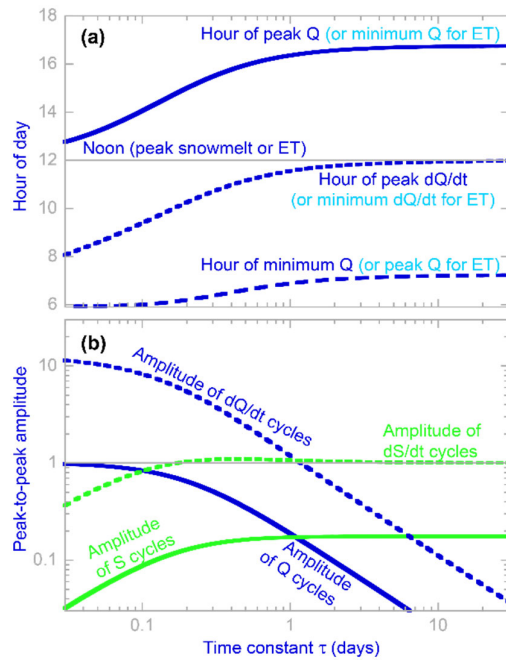 (a)
Hour of peak Q (or minimum Q for ET)
Noon (peak snowmelt or ET)
Hour of peak dQ/dt
(or minimum dQ/dt for ET)
Hour of minimum Q (or peak Q for ET)
Hour of day
18
16
14
12
10
8
6
(b)
Amplitude of dQ/dt cycles
Amplitude of
dS/dt cycles
Amplitude
of S cycles
Amplitude
of Q cycles
Peak-to-peak amplitude
10
1
0.1
0.1
1
10
Time constant τ (days)